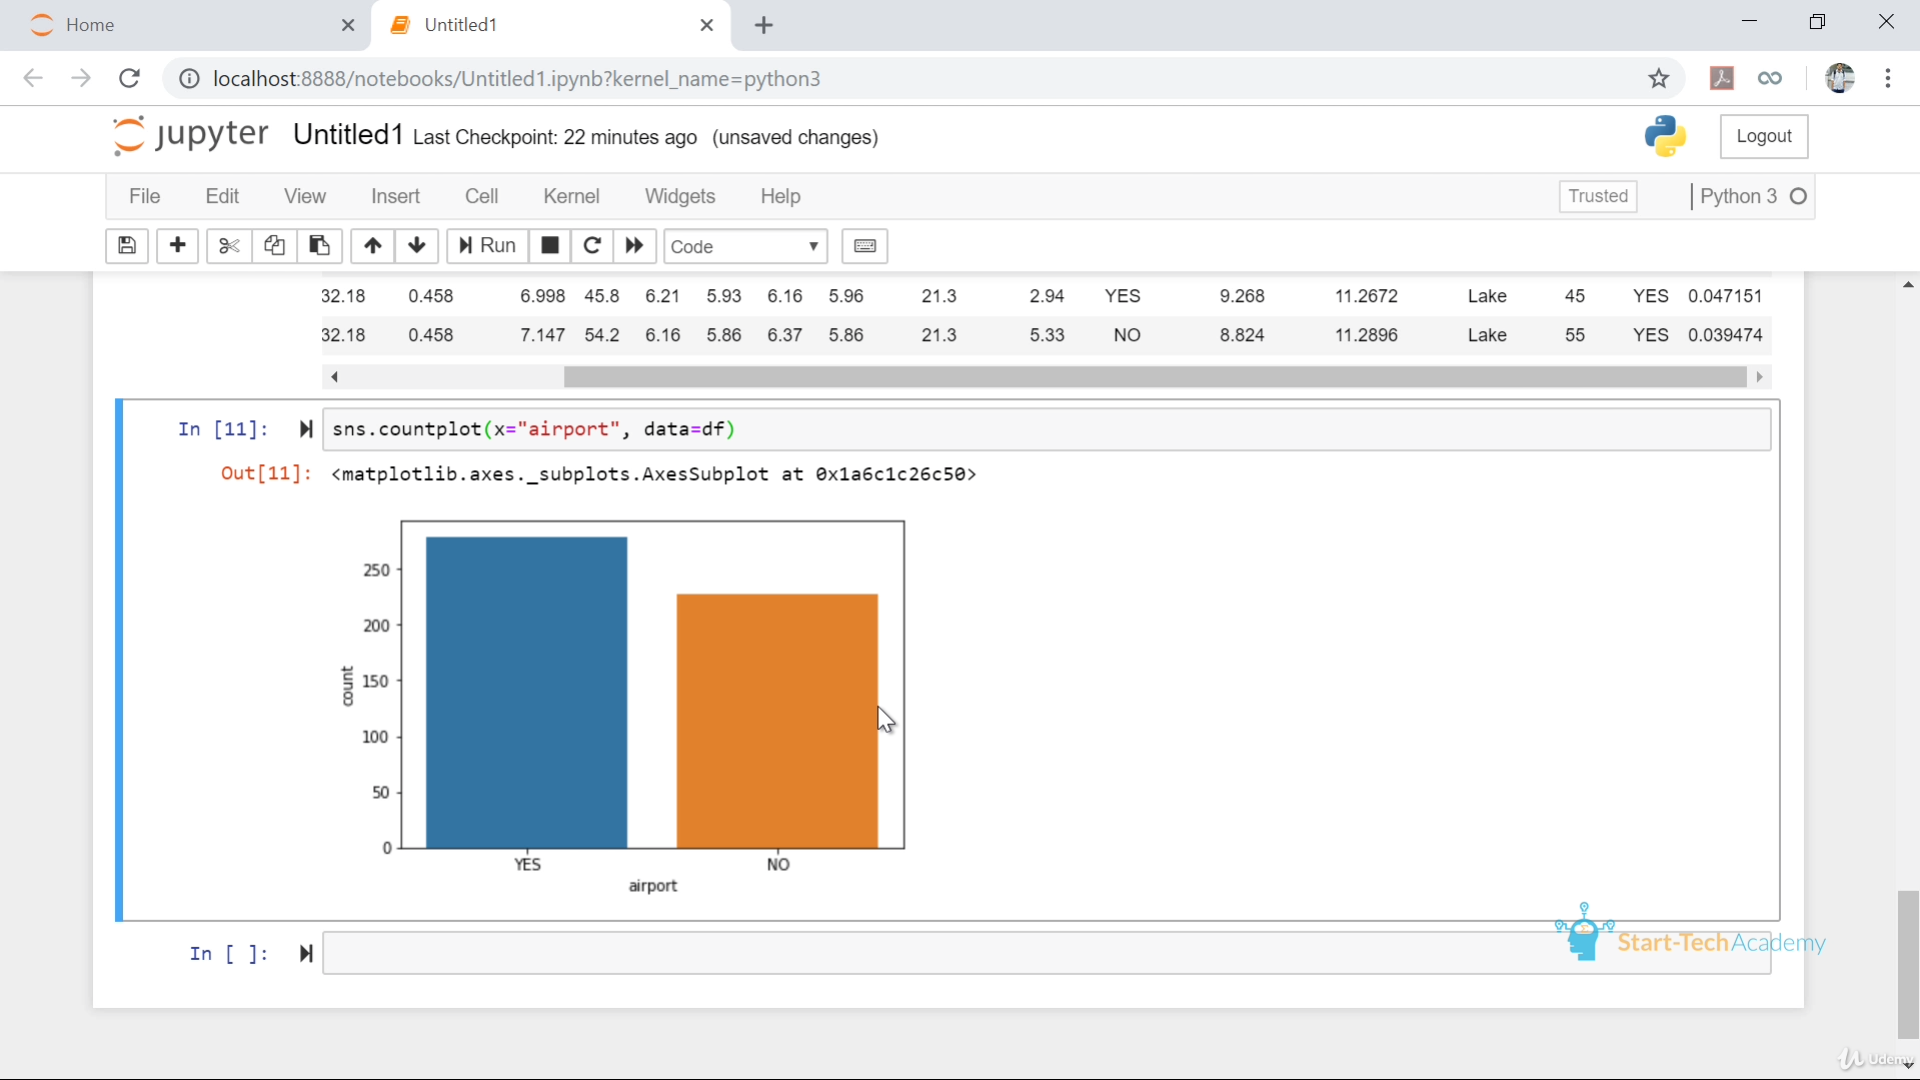 Home
Untitled1
localhost:8888/notebooks/Untitled1.ipynb?kernel_name=python3
jupyter Untitled1 Last Checkpoint: 22 minutes ago (unsaved changes)
Logout
File Edit View Insert Cell Kernel Widgets Help Trusted Python 3
Run Code
32.18 0.458 6.998 45.8 6.21 5.93 6.16 5.96 21.3 2.94 YES 9.268 11.2672 Lake 45 YES 0.047151
32.18 0.458 7.147 54.2 6.16 5.86 6.37 5.86 21.3 5.33 NO 8.824 11.2896 Lake 55 YES 0.039474
In [11]: sns.countplot(x="airport", data=df)
Out[11]: <matplotlib.axes._subplots.AxesSubplot at 0x1a6c1c26c50>
250
200
150
100
50
0
count
YES NO
airport
In [ ]:
Start-TechAcademy
Udemy